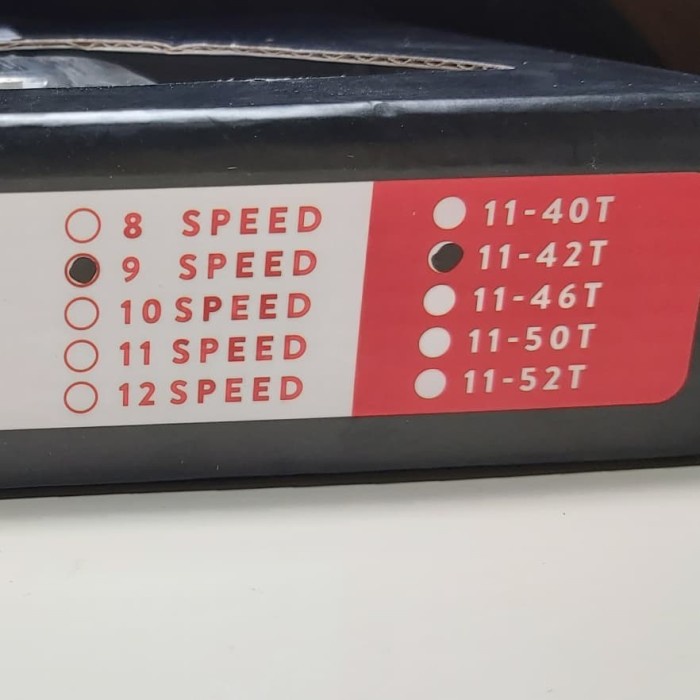 8 SPEED
9 SPEED
10 SPEED
11 SPEED
12 SPEED
11-40T
11-42T
11-46T
11-50T
11-52T